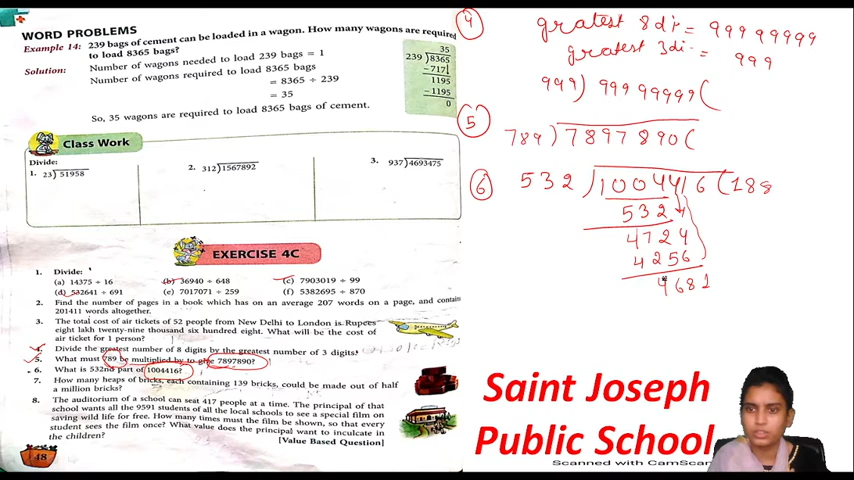 WORD PROBLEMS
Example 14: 239 bags of cement can be loaded in a wagon. How many wagons are required
to load 8365 bags?
Solution: Number of wagons needed to load 239 bags = 1
Number of wagons required to load 8365 bags
= 8365 ÷ 239
= 35
So, 35 wagons are required to load 8365 bags of cement.
35
239 ) 8365
− 717↓
1195
− 1195
0
Class Work
Divide:
1. 23 ) 51958
2. 312 ) 1567892
3. 937 ) 4693475
EXERCISE 4C
1. Divide:
(a) 14375 ÷ 16 (b) 36940 ÷ 648 (c) 7903019 ÷ 99
(d) 532641 ÷ 691 (e) 7017071 ÷ 259 (f) 5382695 ÷ 870
2. Find the number of pages in a book which has on an average 207 words on a page, and contain
201411 words altogether.
3. The total cost of air tickets of 52 people from New Delhi to London is Rupees
eight lakh twenty-nine thousand six hundred eighty. What will be the cost of
air ticket for 1 person?
4. Divide the greatest number of 8 digits by the greatest number of 3 digits.
5. What must 789 be multiplied by to give 7897890?
6. What is 532nd part of 1004416?
7. How many heaps of bricks, each containing 139 bricks, could be made out of half
a million bricks?
8. The auditorium of a school can seat 417 people at a time. The principal of that
school wants all the 9591 students of all the local schools to see a special film on
saving wild life for free. How many times must the film be shown, so that every
student sees the film once? What value does the principal want to inculcate in
the children? [Value Based Question]
48
4 greatest 8 di = 999 99999
greatest 3 di = 999
999 ) 999 99999 (
5 789 ) 7897890 (
6 532 ) 1004416 ( 188
532
4724
4256
4681
Saint Joseph
Public School
Scanned with CamScan